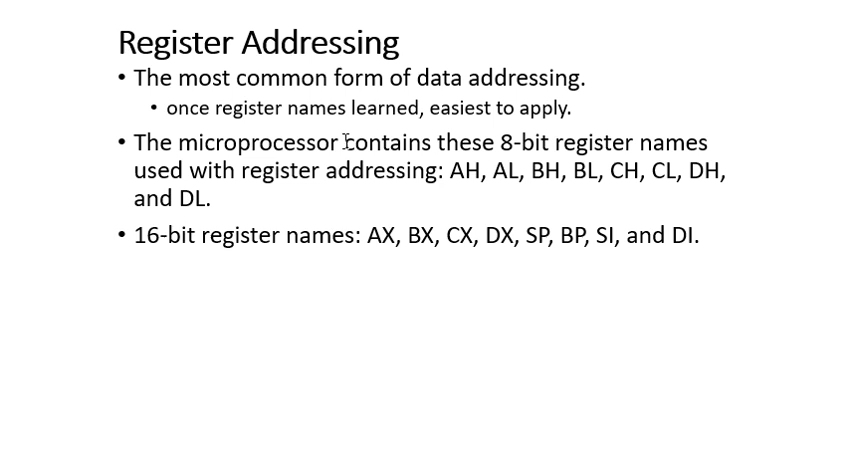 Register Addressing
• The most common form of data addressing.
• once register names learned, easiest to apply.
• The microprocessor contains these 8-bit register names
used with register addressing: AH, AL, BH, BL, CH, CL, DH,
and DL.
• 16-bit register names: AX, BX, CX, DX, SP, BP, SI, and DI.